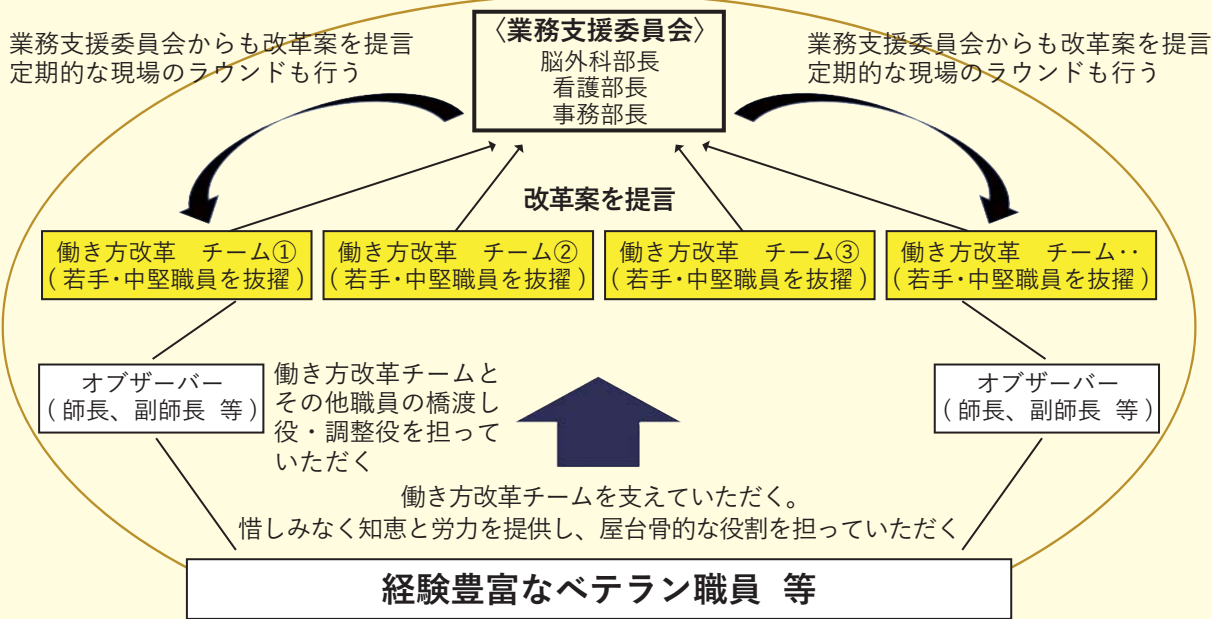 〈業務支援委員会〉
脳外科部長
看護部長
事務部長
業務支援委員会からも改革案を提言
定期的な現場のラウンドも行う
業務支援委員会からも改革案を提言
定期的な現場のラウンドも行う
改革案を提言
働き方改革　チーム①
(若手・中堅職員を抜擢)
働き方改革　チーム②
(若手・中堅職員を抜擢)
働き方改革　チーム③
(若手・中堅職員を抜擢)
働き方改革　チーム‥
(若手・中堅職員を抜擢)
オブザーバー
(師長、副師長 等)
働き方改革チームと
その他職員の橋渡し
役・調整役を担って
いただく
オブザーバー
(師長、副師長 等)
働き方改革チームを支えていただく。
惜しみなく知恵と労力を提供し、屋台骨的な役割を担っていただく
経験豊富なベテラン職員 等